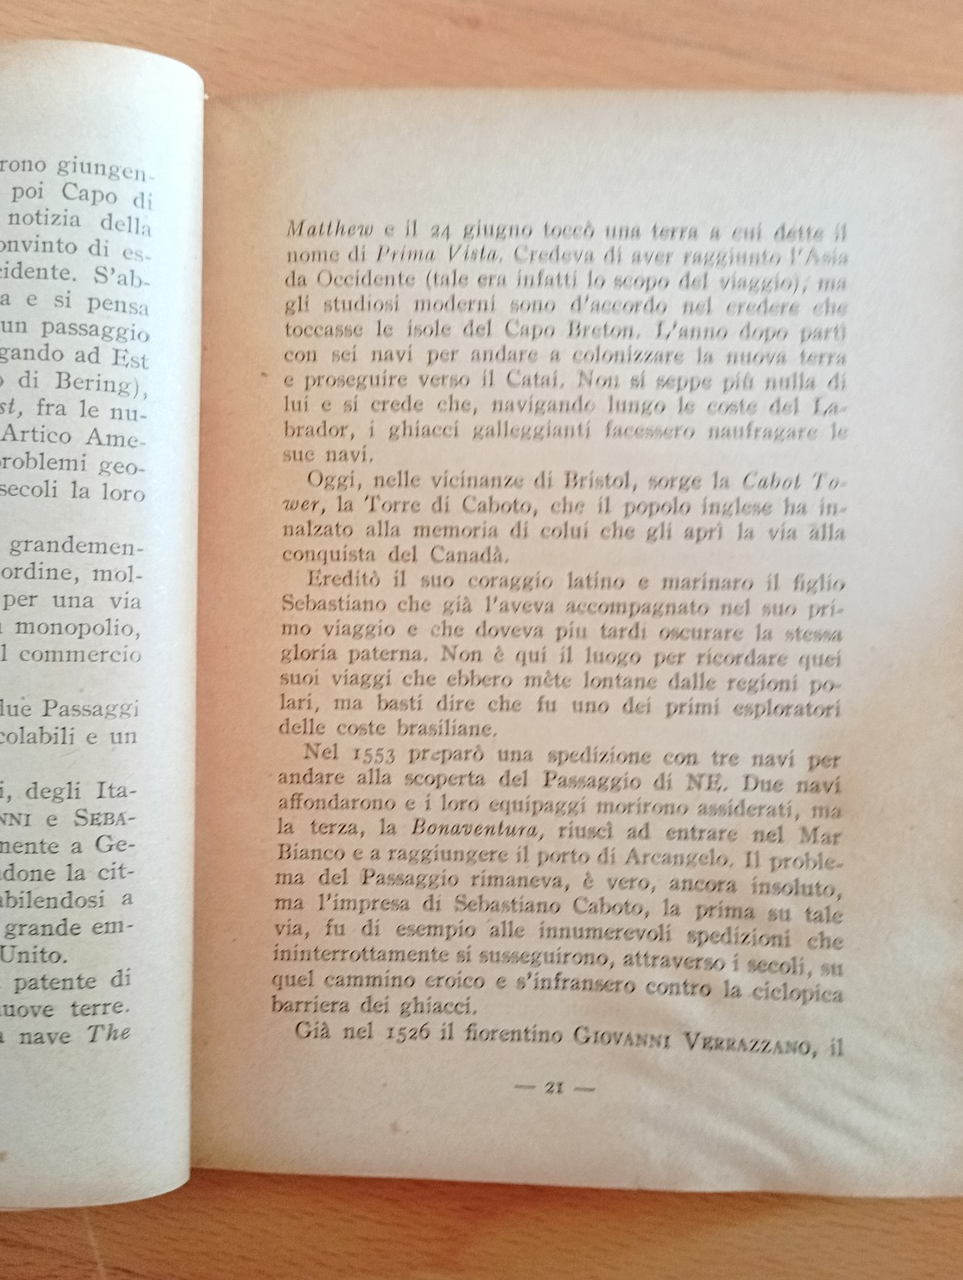 rono giungen-
poi Capo di
notizia della
onvinto di es-
cidente. S'ab-
a e si pensa
un passaggio
gando ad Est
o di Bering),
st, fra le nu-
Artico Ame-
roblemi geo-
secoli la loro
grandemen-
ordine, mol-
per una via
monopolio,
l commercio
due Passaggi
colabili e un
i, degli Ita-
NNI e SEBA-
mente a Ge-
ndone la cit-
abilendosi a
grande em-
Unito.
patente di
nuove terre.
a nave The
Matthew e il 24 giugno toccò una terra a cui dette il
nome di Prima Vista. Credeva di aver raggiunto l'Asia
da Occidente (tale era infatti lo scopo del viaggio), ma
gli studiosi moderni sono d'accordo nel credere che
toccasse le isole del Capo Breton. L'anno dopo partì
con sei navi per andare a colonizzare la nuova terra
e proseguire verso il Catai. Non si seppe più nulla di
lui e si crede che, navigando lungo le coste del La-
brador, i ghiacci galleggianti facessero naufragare le
sue navi.
Oggi, nelle vicinanze di Bristol, sorge la Cabot To-
wer, la Torre di Caboto, che il popolo inglese ha in-
nalzato alla memoria di colui che gli aprì la via alla
conquista del Canadà.
Ereditò il suo coraggio latino e marinaro il figlio
Sebastiano che già l'aveva accompagnato nel suo pri-
mo viaggio e che doveva piu tardi oscurare la stessa
gloria paterna. Non è qui il luogo per ricordare quei
suoi viaggi che ebbero mète lontane dalle regioni po-
lari, ma basti dire che fu uno dei primi esploratori
delle coste brasiliane.
Nel 1553 preparò una spedizione con tre navi per
andare alla scoperta del Passaggio di NE. Due navi
affondarono e i loro equipaggi morirono assiderati, ma
la terza, la Bonaventura, riuscì ad entrare nel Mar
Bianco e a raggiungere il porto di Arcangelo. Il proble-
ma del Passaggio rimaneva, è vero, ancora insoluto,
ma l'impresa di Sebastiano Caboto, la prima su tale
via, fu di esempio alle innumerevoli spedizioni che
ininterrottamente si susseguirono, attraverso i secoli, su
quel cammino eroico e s'infransero contro la ciclopica
barriera dei ghiacci.
Già nel 1526 il fiorentino GIOVANNI VERRAZZANO, il
— 21 —